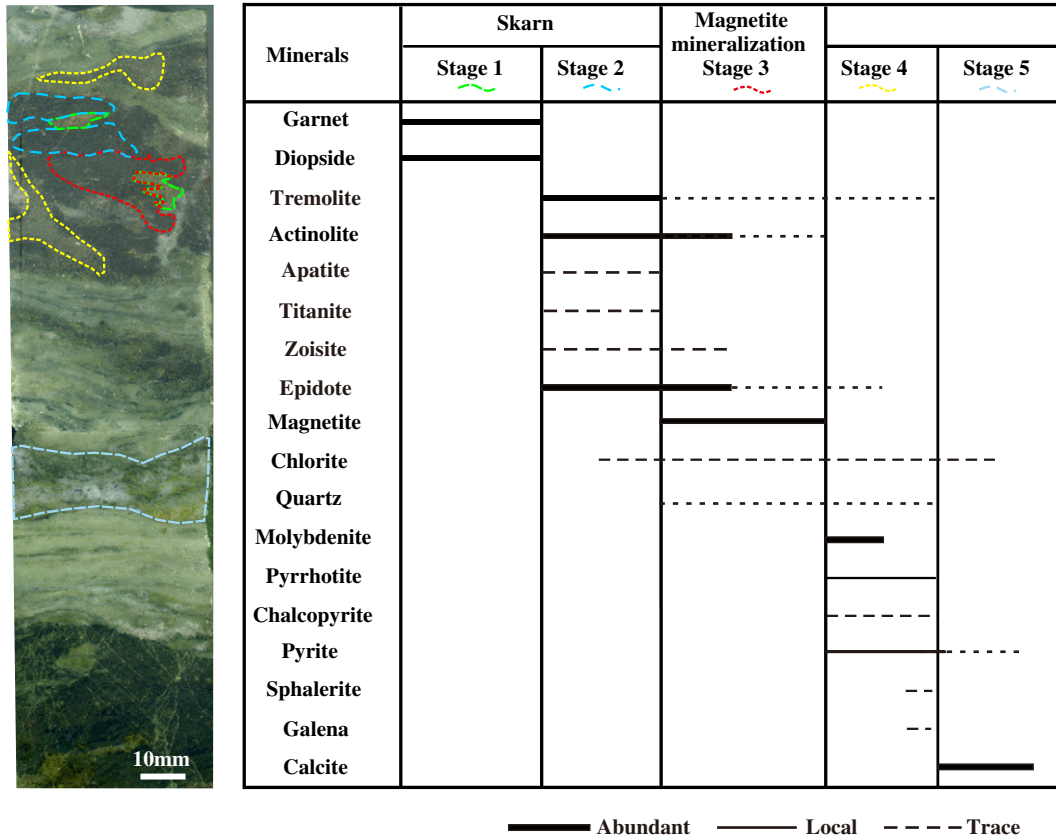 Minerals
Skarn
Magnetite
mineralization
Stage 1
Stage 2
Stage 3
Stage 4
Stage 5
Garnet
Diopside
Tremolite
Actinolite
Apatite
Titanite
Zoisite
Epidote
Magnetite
Chlorite
Quartz
Molybdenite
Pyrrhotite
Chalcopyrite
Pyrite
Sphalerite
Galena
Calcite
10mm
Abundant
Local
Trace